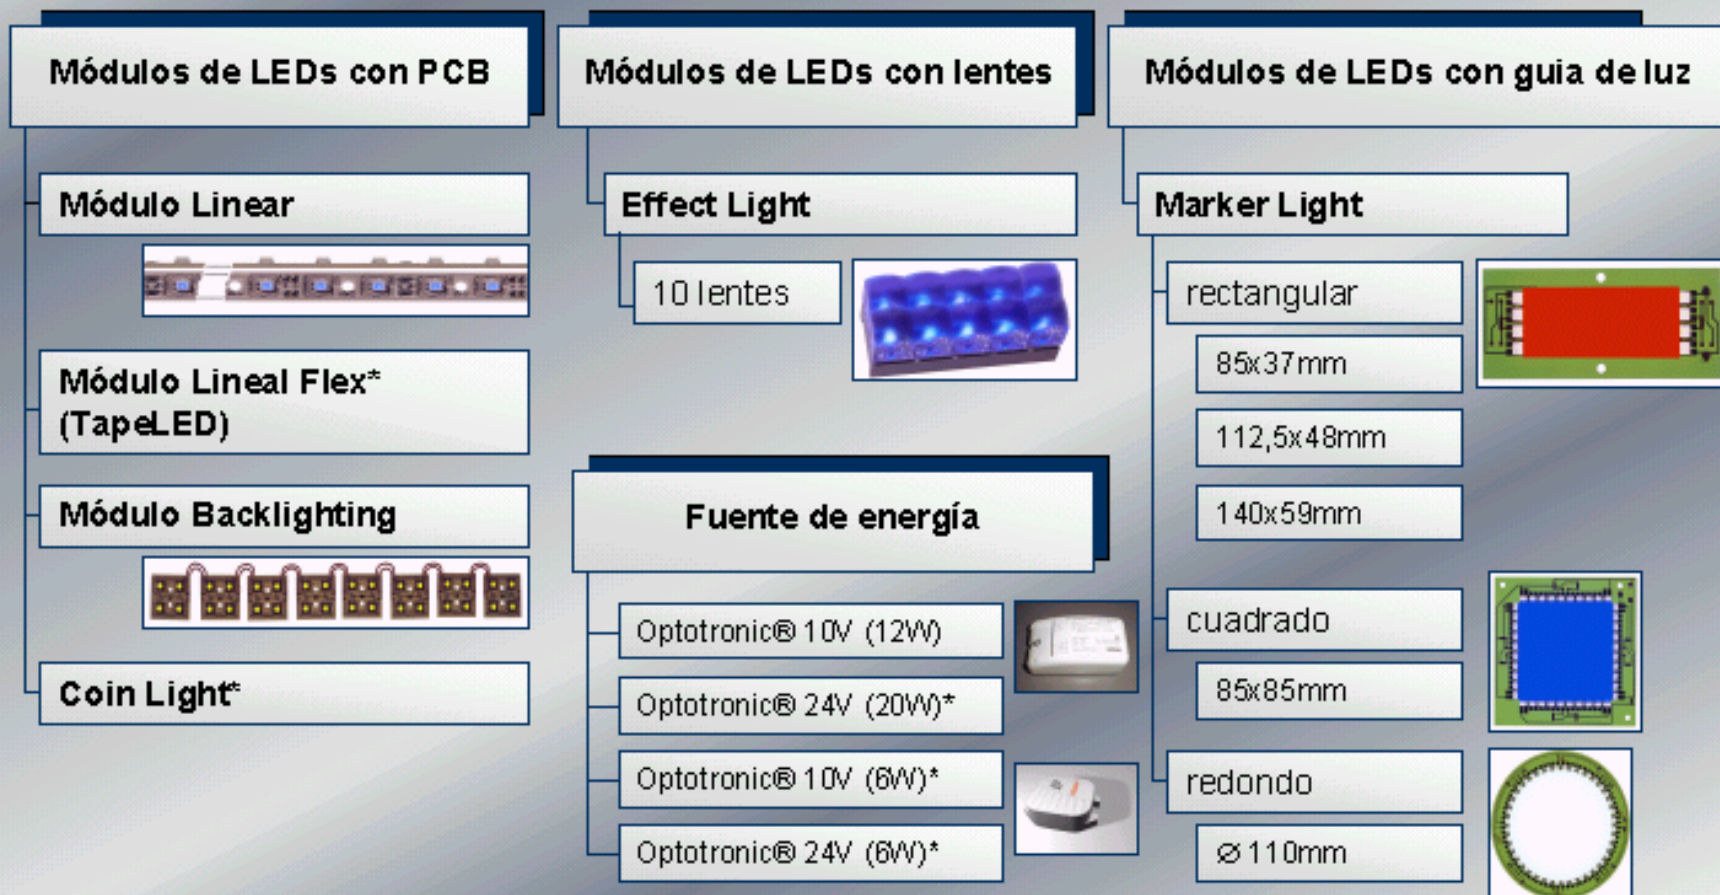 Módulos de LEDs con PCB
Módulo Linear
Módulo Lineal Flex*
(TapeLED)
Módulo Backlighting
Coin Light*
Módulos de LEDs con lentes
Effect Light
10 lentes
Fuente de energía
Optotronic® 10V (12W)
Optotronic® 24V (20W)*
Optotronic® 10V (6W)*
Optotronic® 24V (6W)*
Módulos de LEDs con guia de luz
Marker Light
rectangular
85x37mm
112,5x48mm
140x59mm
cuadrado
85x85mm
redondo
Ø 110mm